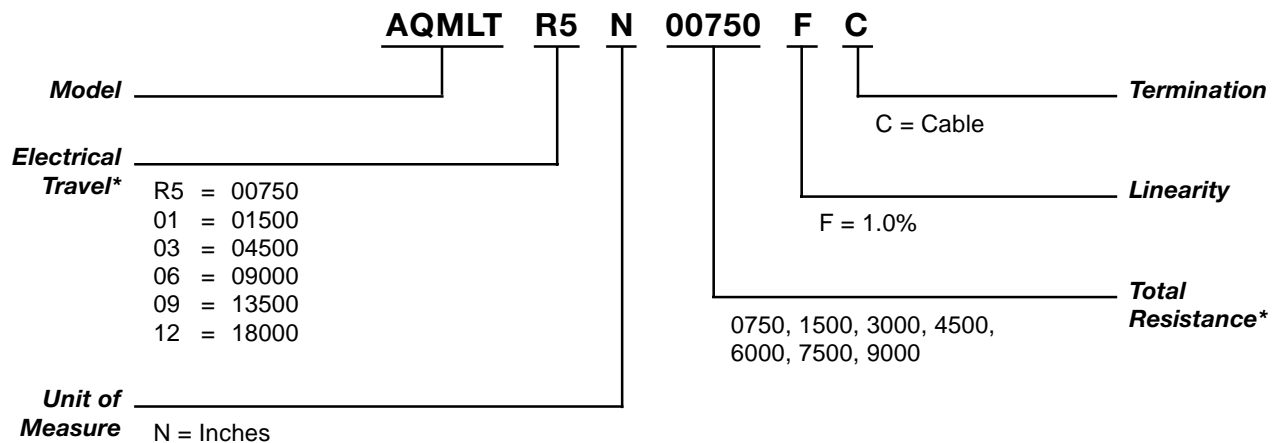 AQMLT R5 N 00750 F C
Model
Termination
C = Cable
Electrical
Travel*
R5 = 00750
01 = 01500
03 = 04500
06 = 09000
09 = 13500
12 = 18000
Linearity
F = 1.0%
Total
Resistance*
0750, 1500, 3000, 4500,
6000, 7500, 9000
Unit of
Measure
N = Inches